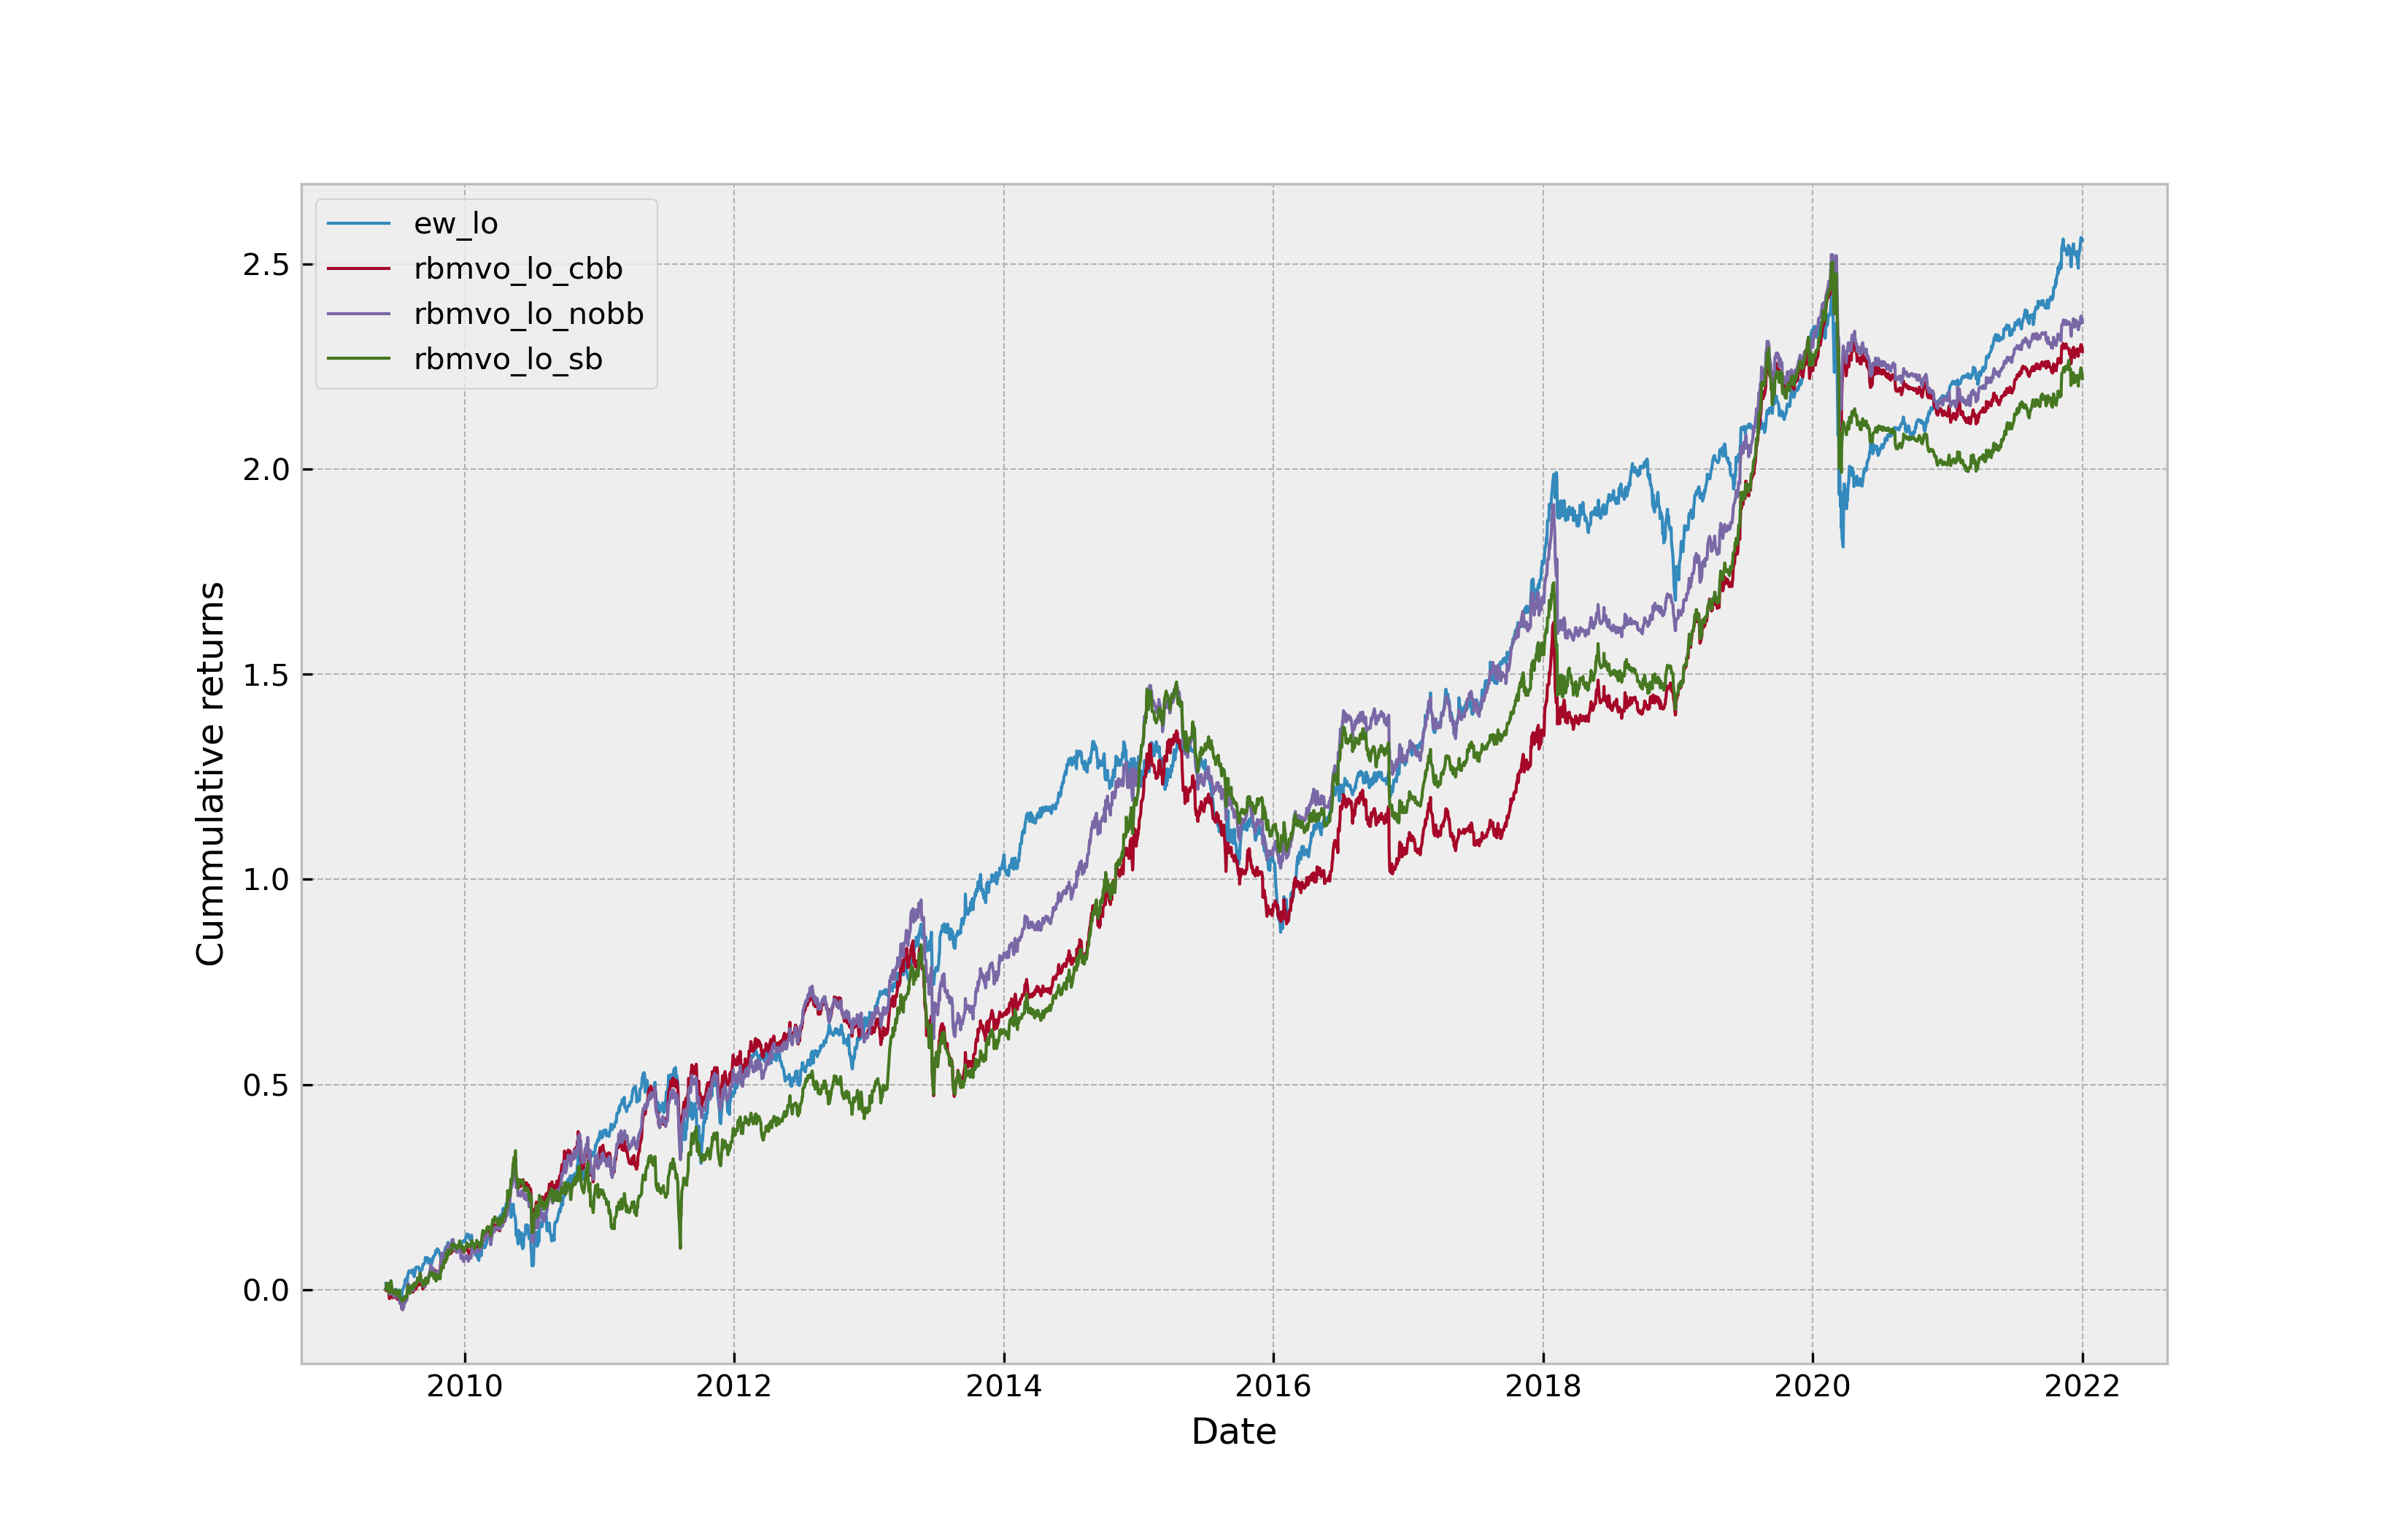 ew_lo
rbmvo_lo_cbb
rbmvo_lo_nobb
rbmvo_lo_sb
2.5
2.0
1.5
1.0
0.5
0.0
Cummulative returns
2010 2012 2014 2016 2018 2020 2022
Date